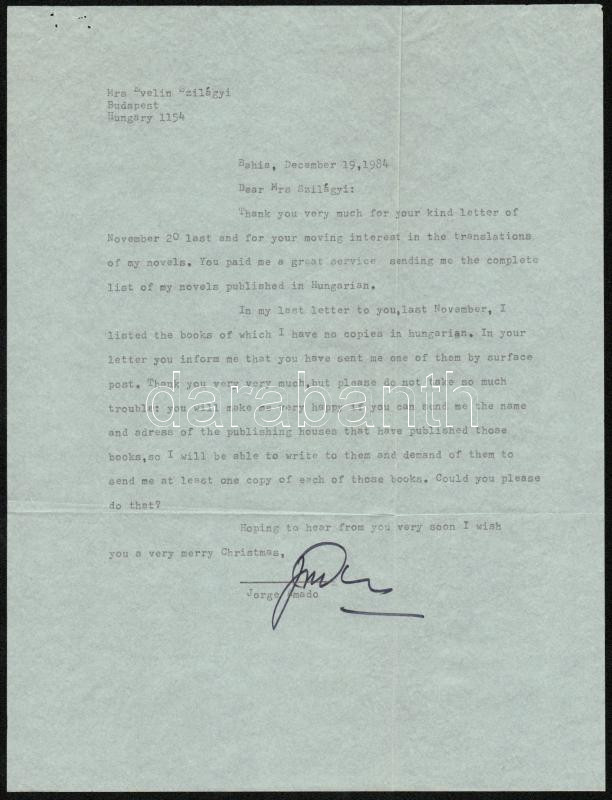 Mrs Evelin Szilágyi
Budapest
Hungary 1154
Bahia, December 19,1984
Dear Mrs Szilágyi:
Thank you very much for your kind letter of
November 20 last and for your moving interest in the translations
of my novels. You paid me a great service sending me the complete
list of my novels published in Hungarian.
In my last letter to you,last November, I
listed the books of which I have no copies in hungarian. In your
letter you inform me that you have sent me one of them by surface
post. Thank you very very much,but please do not take so much
trouble: you will make me very happy if you can send me the name
and adress of the publishing houses that have published those
books,so I will be able to write to them and demand of them to
send me at least one copy of each of those books. Could you please
do that?
Hoping to hear from you very soon I wish
you a very merry Christmas,
Jorge Amado
darabanth